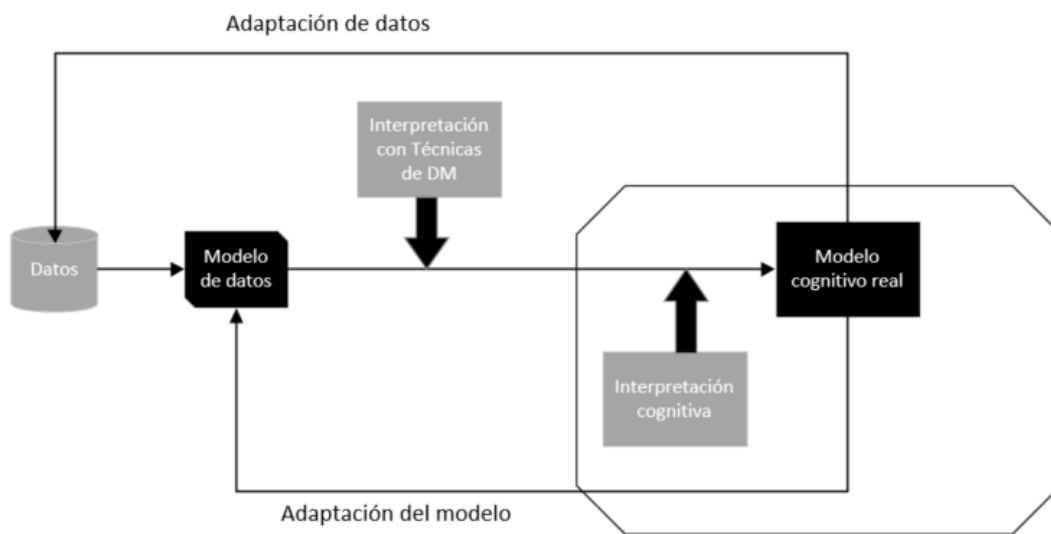 Adaptación de datos
Interpretación
con Técnicas
de DM
Datos
Modelo
de datos
Modelo
cognitivo real
Interpretación
cognitiva
Adaptación del modelo